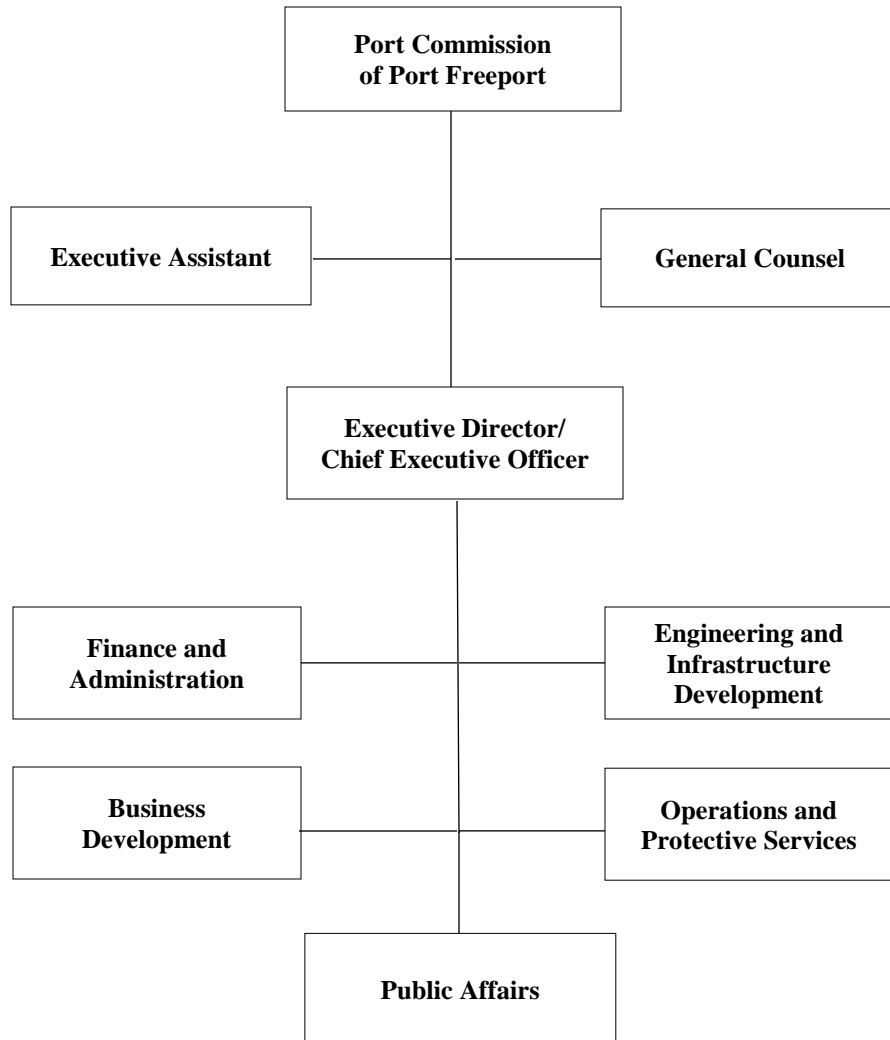 Port Commission
of Port Freeport
Executive Assistant
General Counsel
Executive Director/
Chief Executive Officer
Finance and
Administration
Engineering and
Infrastructure
Development
Business
Development
Operations and
Protective Services
Public Affairs